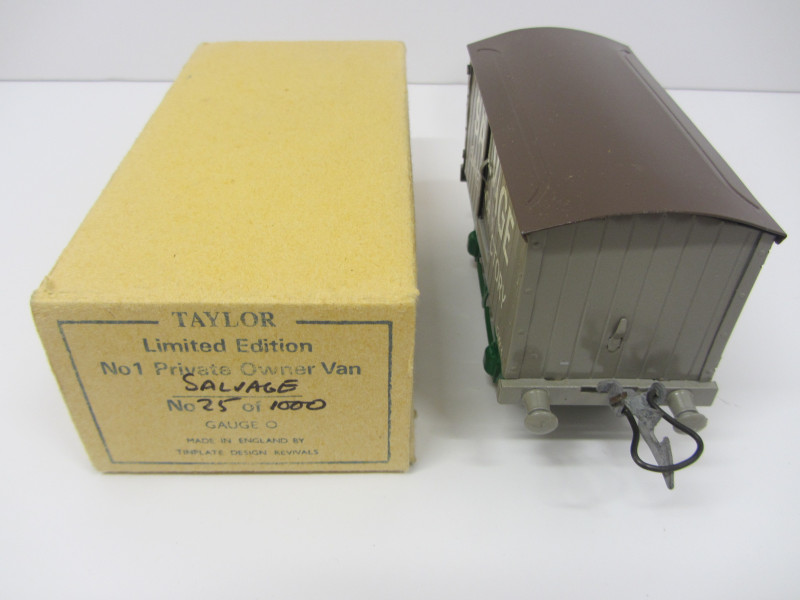 TAYLOR
Limited Edition
No1 Private Owner Van
SALVAGE
No 25 of 1000
GAUGE O
MADE IN ENGLAND BY
TINPLATE DESIGN REVIVALS